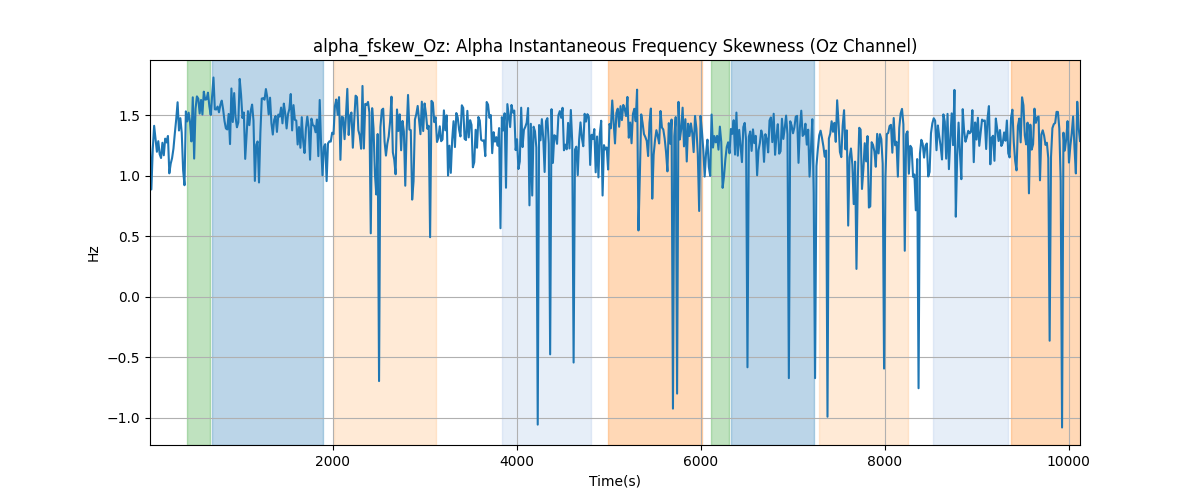 alpha_fskew_Oz: Alpha Instantaneous Frequency Skewness (Oz Channel)
1.5
1.0
0.5
0.0
−0.5
−1.0
Hz
2000 4000 6000 8000 10000
Time(s)